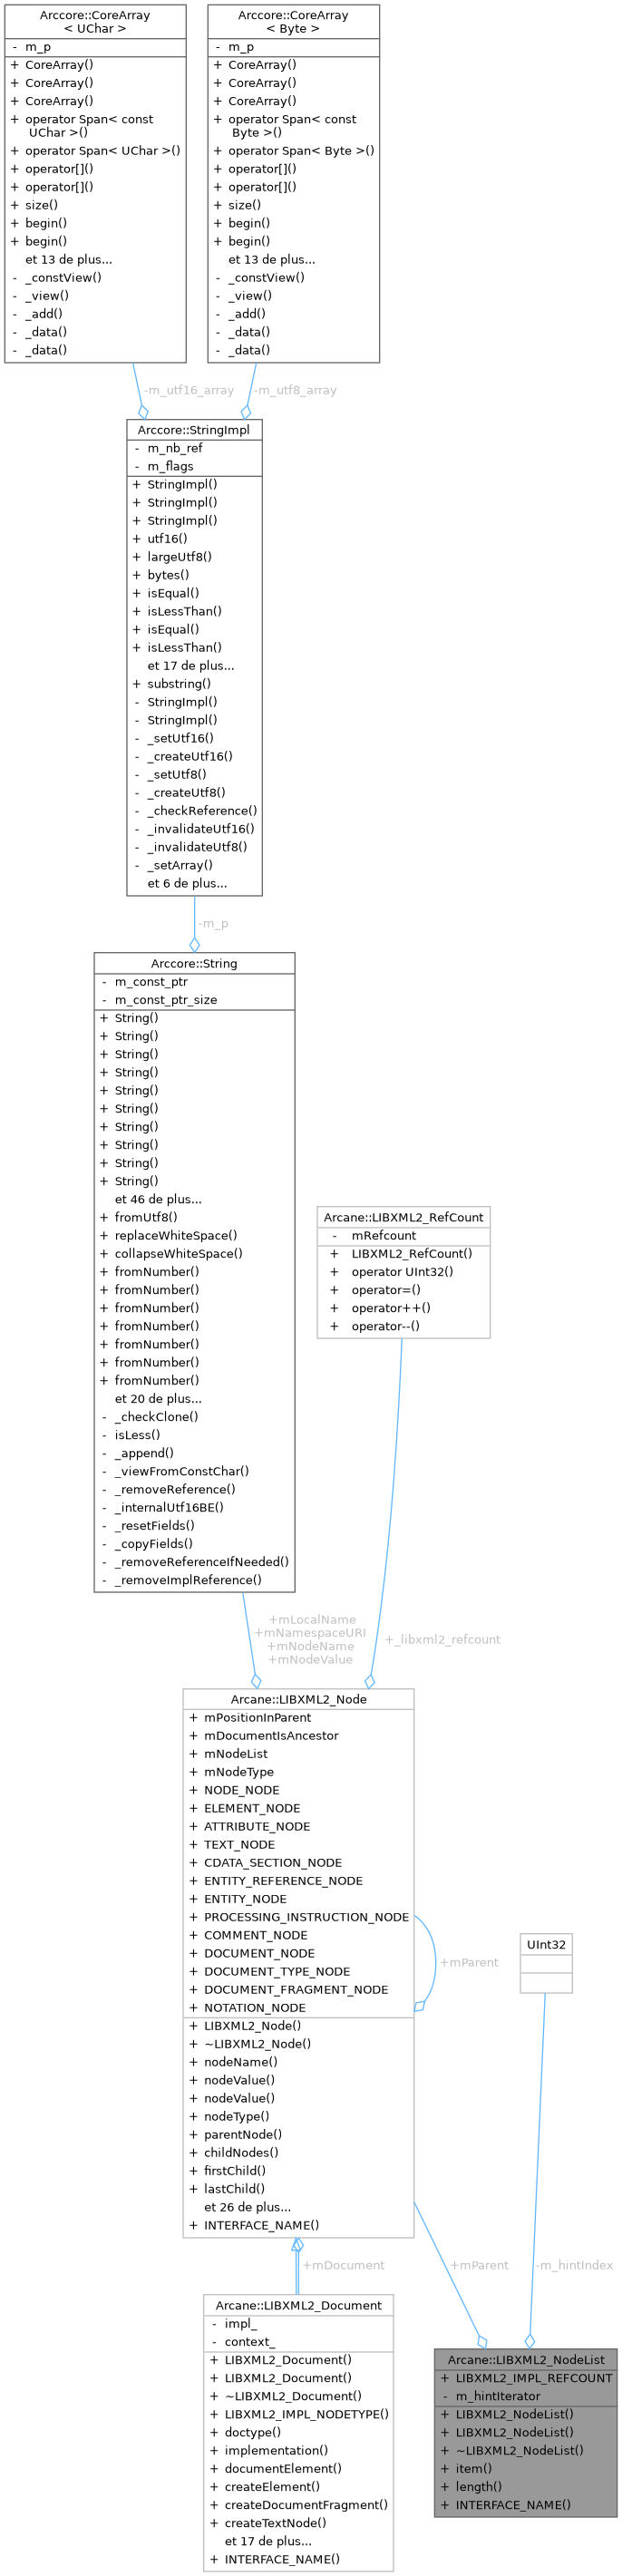 Arccore::CoreArray
< UChar >
- m_p
+ CoreArray()
+ CoreArray()
+ CoreArray()
+ operator Span< const
UChar >()
+ operator Span< UChar >()
+ operator[]()
+ operator[]()
+ size()
+ begin()
+ begin()
et 13 de plus...
- _constView()
- _view()
- _add()
- _data()
- _data()
Arccore::CoreArray
< Byte >
- m_p
+ CoreArray()
+ CoreArray()
+ CoreArray()
+ operator Span< const
Byte >()
+ operator Span< Byte >()
+ operator[]()
+ operator[]()
+ size()
+ begin()
+ begin()
et 13 de plus...
- _constView()
- _view()
- _add()
- _data()
- _data()
-m_utf16_array
-m_utf8_array
Arccore::StringImpl
- m_nb_ref
- m_flags
+ StringImpl()
+ StringImpl()
+ StringImpl()
+ utf16()
+ largeUtf8()
+ bytes()
+ isEqual()
+ isLessThan()
+ isEqual()
+ isLessThan()
et 17 de plus...
+ substring()
- StringImpl()
- StringImpl()
- _setUtf16()
- _createUtf16()
- _setUtf8()
- _createUtf8()
- _checkReference()
- _invalidateUtf16()
- _invalidateUtf8()
- _setArray()
et 6 de plus...
-m_p
Arccore::String
- m_const_ptr
- m_const_ptr_size
+ String()
+ String()
+ String()
+ String()
+ String()
+ String()
+ String()
+ String()
+ String()
+ String()
et 46 de plus...
+ fromUtf8()
+ replaceWhiteSpace()
+ collapseWhiteSpace()
+ fromNumber()
+ fromNumber()
+ fromNumber()
+ fromNumber()
+ fromNumber()
+ fromNumber()
+ fromNumber()
et 20 de plus...
- _checkClone()
- isLess()
- _append()
- _viewFromConstChar()
- _removeReference()
- _internalUtf16BE()
- _resetFields()
- _copyFields()
- _removeReferenceIfNeeded()
- _removeImplReference()
Arcane::LIBXML2_RefCount
- mRefcount
+ LIBXML2_RefCount()
+ operator UInt32()
+ operator=()
+ operator++()
+ operator--()
+mLocalName
+mNamespaceURI
+mNodeName
+mNodeValue
+_libxml2_refcount
Arcane::LIBXML2_Node
+ mPositionInParent
+ mDocumentIsAncestor
+ mNodeList
+ mNodeType
+ NODE_NODE
+ ELEMENT_NODE
+ ATTRIBUTE_NODE
+ TEXT_NODE
+ CDATA_SECTION_NODE
+ ENTITY_REFERENCE_NODE
+ ENTITY_NODE
+ PROCESSING_INSTRUCTION_NODE
+ COMMENT_NODE
+ DOCUMENT_NODE
+ DOCUMENT_TYPE_NODE
+ DOCUMENT_FRAGMENT_NODE
+ NOTATION_NODE
+ LIBXML2_Node()
+ ~LIBXML2_Node()
+ nodeName()
+ nodeValue()
+ nodeValue()
+ nodeType()
+ parentNode()
+ childNodes()
+ firstChild()
+ lastChild()
et 26 de plus...
+ INTERFACE_NAME()
+mParent
UInt32
+mDocument
+mParent
-m_hintIndex
Arcane::LIBXML2_Document
- impl_
- context_
+ LIBXML2_Document()
+ LIBXML2_Document()
+ ~LIBXML2_Document()
+ LIBXML2_IMPL_NODETYPE()
+ doctype()
+ implementation()
+ documentElement()
+ createElement()
+ createDocumentFragment()
+ createTextNode()
et 17 de plus...
+ INTERFACE_NAME()
Arcane::LIBXML2_NodeList
+ LIBXML2_IMPL_REFCOUNT
- m_hintIterator
+ LIBXML2_NodeList()
+ LIBXML2_NodeList()
+ ~LIBXML2_NodeList()
+ item()
+ length()
+ INTERFACE_NAME()